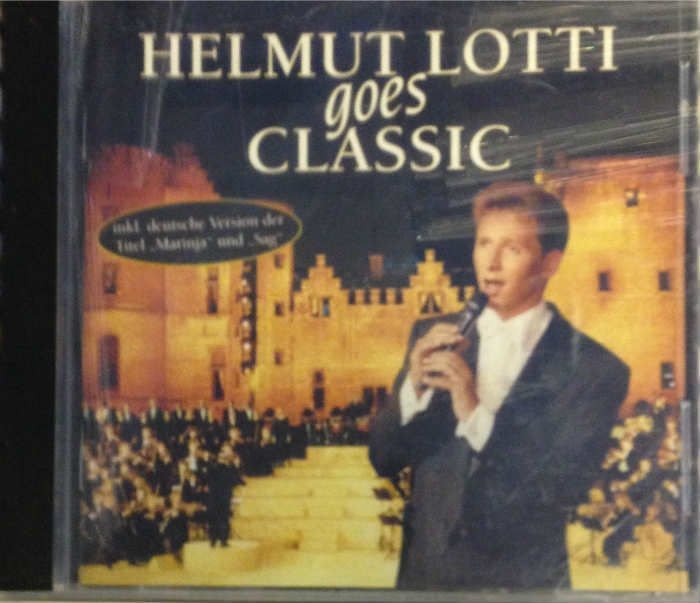 HELMUT LOTTI
goes
CLASSIC
inkl. deutsche Version der
Titel „Marinja“ und „Sag“